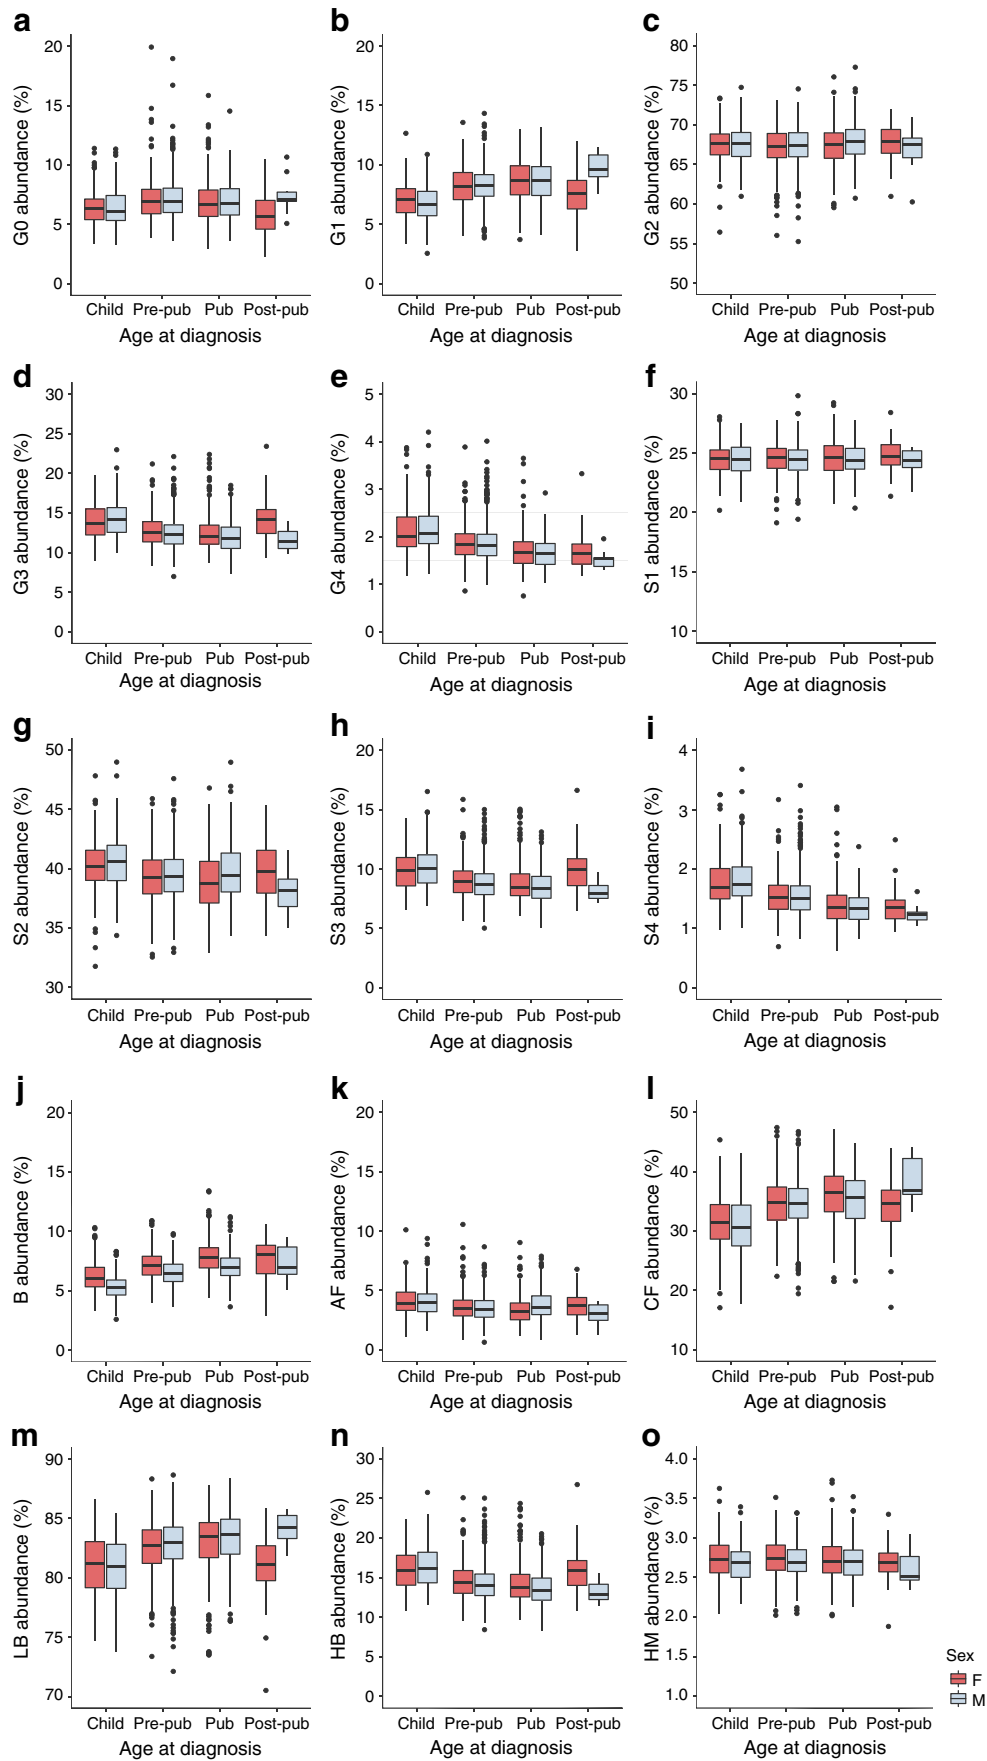 a
b
c
G0 abundance (%)
20
15
10
5
0
Child Pre-pub Pub Post-pub
Age at diagnosis
G1 abundance (%)
20
15
10
5
0
Child Pre-pub Pub Post-pub
Age at diagnosis
G2 abundance (%)
80
75
70
65
60
55
50
Child Pre-pub Pub Post-pub
Age at diagnosis
d
e
f
G3 abundance (%)
30
25
20
15
10
5
0
Child Pre-pub Pub Post-pub
Age at diagnosis
G4 abundance (%)
5
4
3
2
1
0
Child Pre-pub Pub Post-pub
Age at diagnosis
S1 abundance (%)
30
25
20
15
10
Child Pre-pub Pub Post-pub
Age at diagnosis
g
h
i
S2 abundance (%)
50
45
40
35
30
Child Pre-pub Pub Post-pub
Age at diagnosis
S3 abundance (%)
20
15
10
5
0
Child Pre-pub Pub Post-pub
Age at diagnosis
S4 abundance (%)
4
3
2
1
0
Child Pre-pub Pub Post-pub
Age at diagnosis
j
k
l
B abundance (%)
20
15
10
5
0
Child Pre-pub Pub Post-pub
Age at diagnosis
AF abundance (%)
20
15
10
5
0
Child Pre-pub Pub Post-pub
Age at diagnosis
CF abundance (%)
50
40
30
20
10
Child Pre-pub Pub Post-pub
Age at diagnosis
m
n
o
LB abundance (%)
90
85
80
75
70
Child Pre-pub Pub Post-pub
Age at diagnosis
HB abundance (%)
30
25
20
15
10
5
0
Child Pre-pub Pub Post-pub
Age at diagnosis
HM abundance (%)
4.0
3.5
3.0
2.5
2.0
1.0
Child Pre-pub Pub Post-pub
Age at diagnosis
Sex
F
M